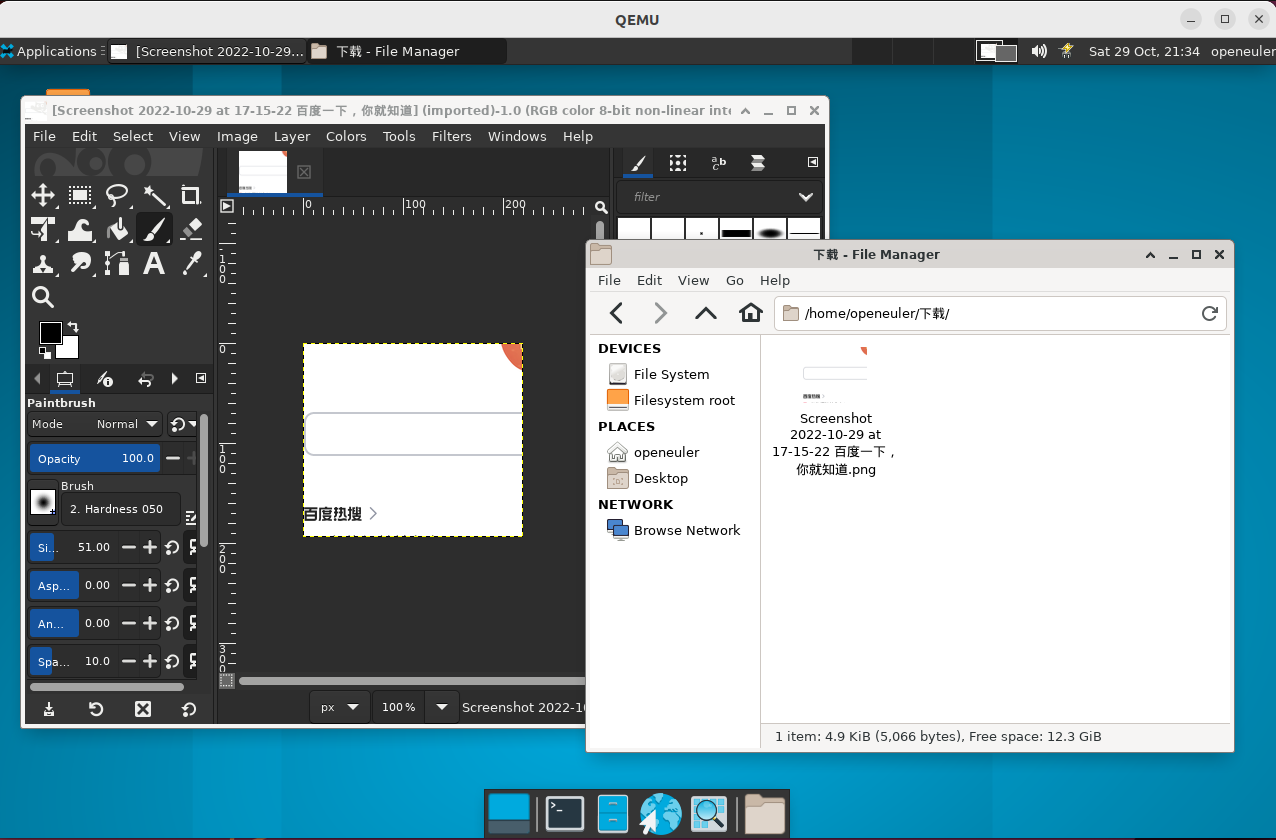 QEMU
Applications
[Screenshot 2022-10-29...
下载 - File Manager
Sat 29 Oct, 21:34
openeuler
[Screenshot 2022-10-29 at 17-15-22 百度一下，你就知道] (imported)-1.0 (RGB color 8-bit non-linear inte
File Edit Select View Image Layer Colors Tools Filters Windows Help
filter
0 100 200
0
100
200
300
百度热搜 >
Paintbrush
Mode Normal
Opacity 100.0
Brush
2. Hardness 050
Si... 51.00
Asp... 0.00
An... 0.00
Spa... 10.0
px 100 % Screenshot 2022-10
下载 - File Manager
File Edit View Go Help
/home/openeuler/下载/
DEVICES
File System
Filesystem root
PLACES
openeuler
Desktop
NETWORK
Browse Network
Screenshot
2022-10-29 at
17-15-22 百度一下，
你就知道.png
1 item: 4.9 KiB (5,066 bytes), Free space: 12.3 GiB